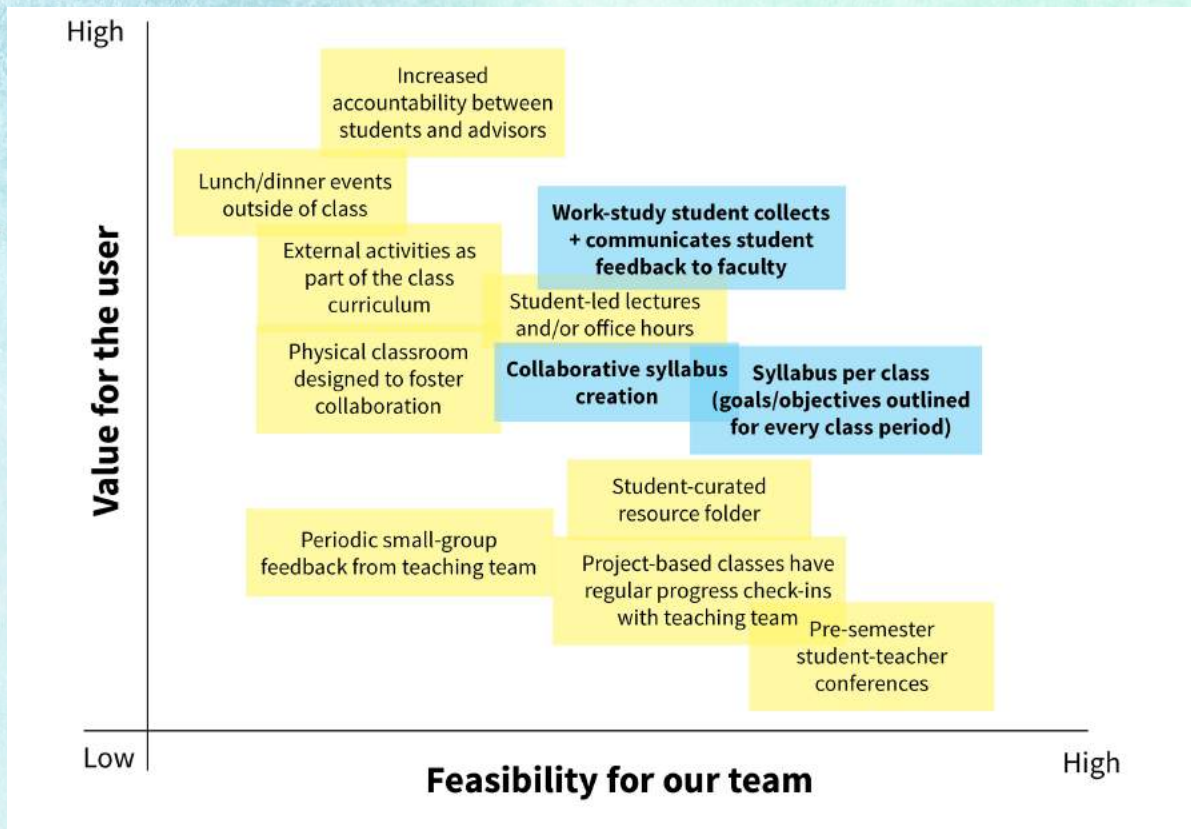 High
Increased
accountability between
students and advisors
Lunch/dinner events
outside of class
Work-study student collects
+ communicates student
feedback to faculty
External activities as
part of the class
curriculum
Student-led lectures
and/or office hours
Physical classroom
designed to foster
collaboration
Collaborative syllabus
creation
Syllabus per class
(goals/objectives outlined
for every class period)
Value for the user
Student-curated
resource folder
Periodic small-group
feedback from teaching team
Project-based classes have
regular progress check-ins
with teaching team
Pre-semester
student-teacher
conferences
Low
Feasibility for our team
High